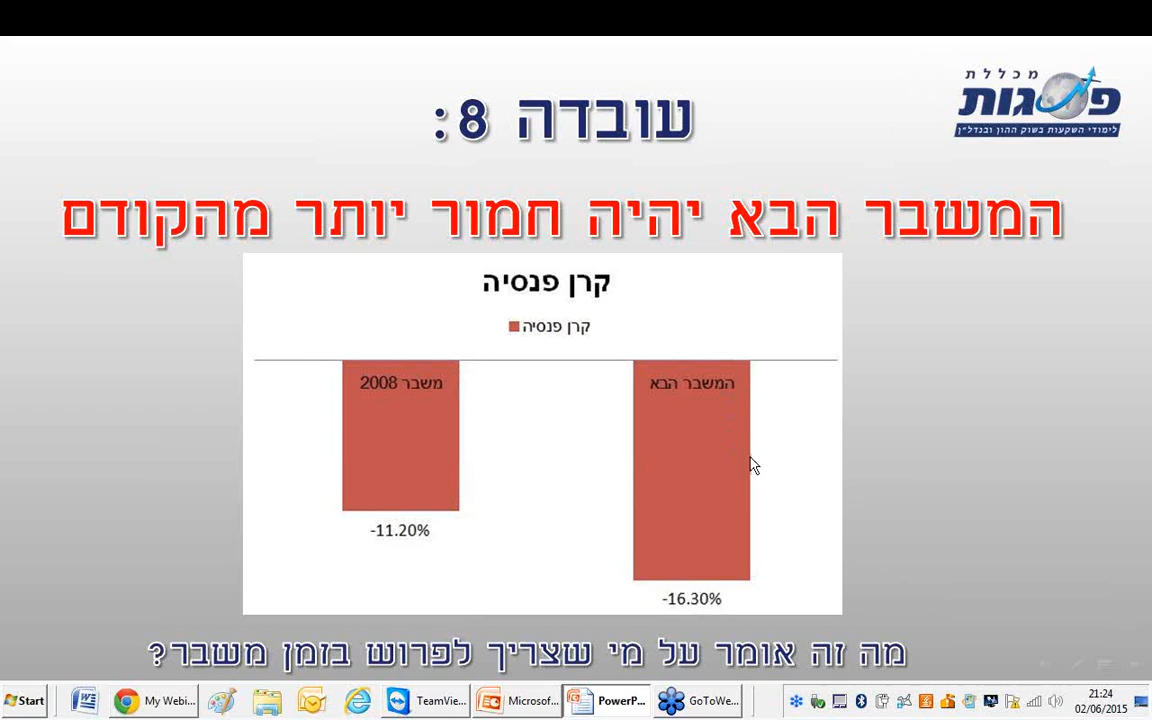 מכללת
פסגות
לימודי השקעות בשוק ההון ובנדל"ן
עובדה 8:
המשבר הבא יהיה חמור יותר מהקודם
קרן פנסיה
קרן פנסיה
משבר 2008
המשבר הבא
-11.20%
-16.30%
מה זה אומר על מי שצריך לפרוש בזמן משבר?
Start
My Webi...
TeamVie...
Microsof...
PowerP...
GoToWe...
21:24
02/06/2015